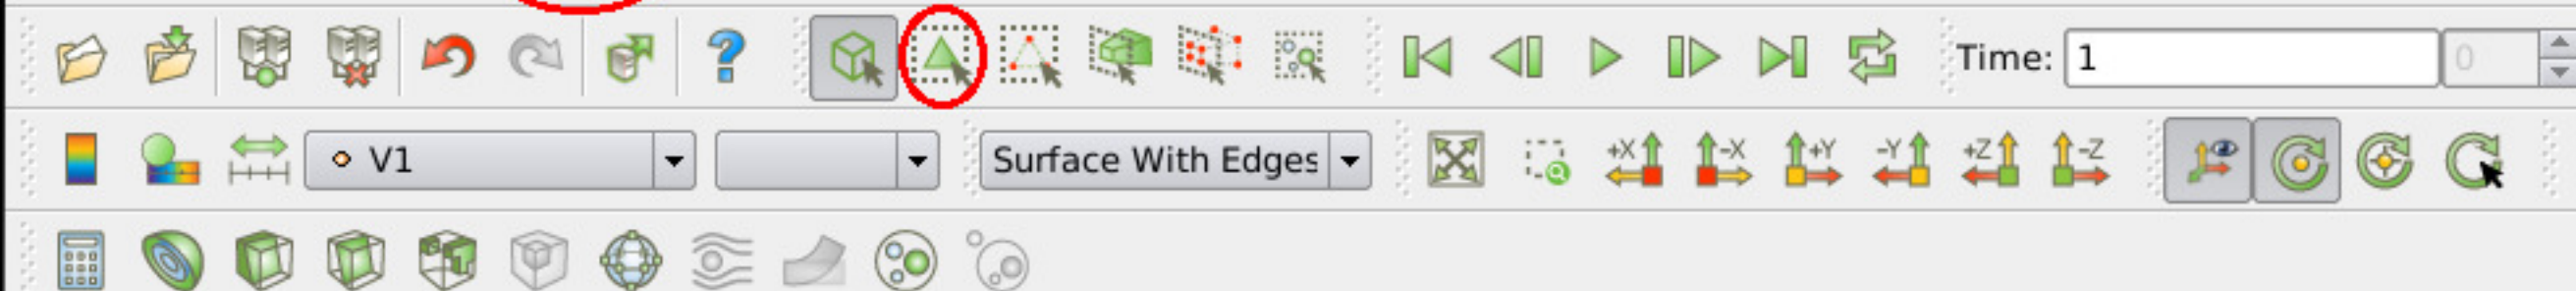 ? Time: 1 0
V1 Surface With Edges +X -X +Y -Y +Z -Z